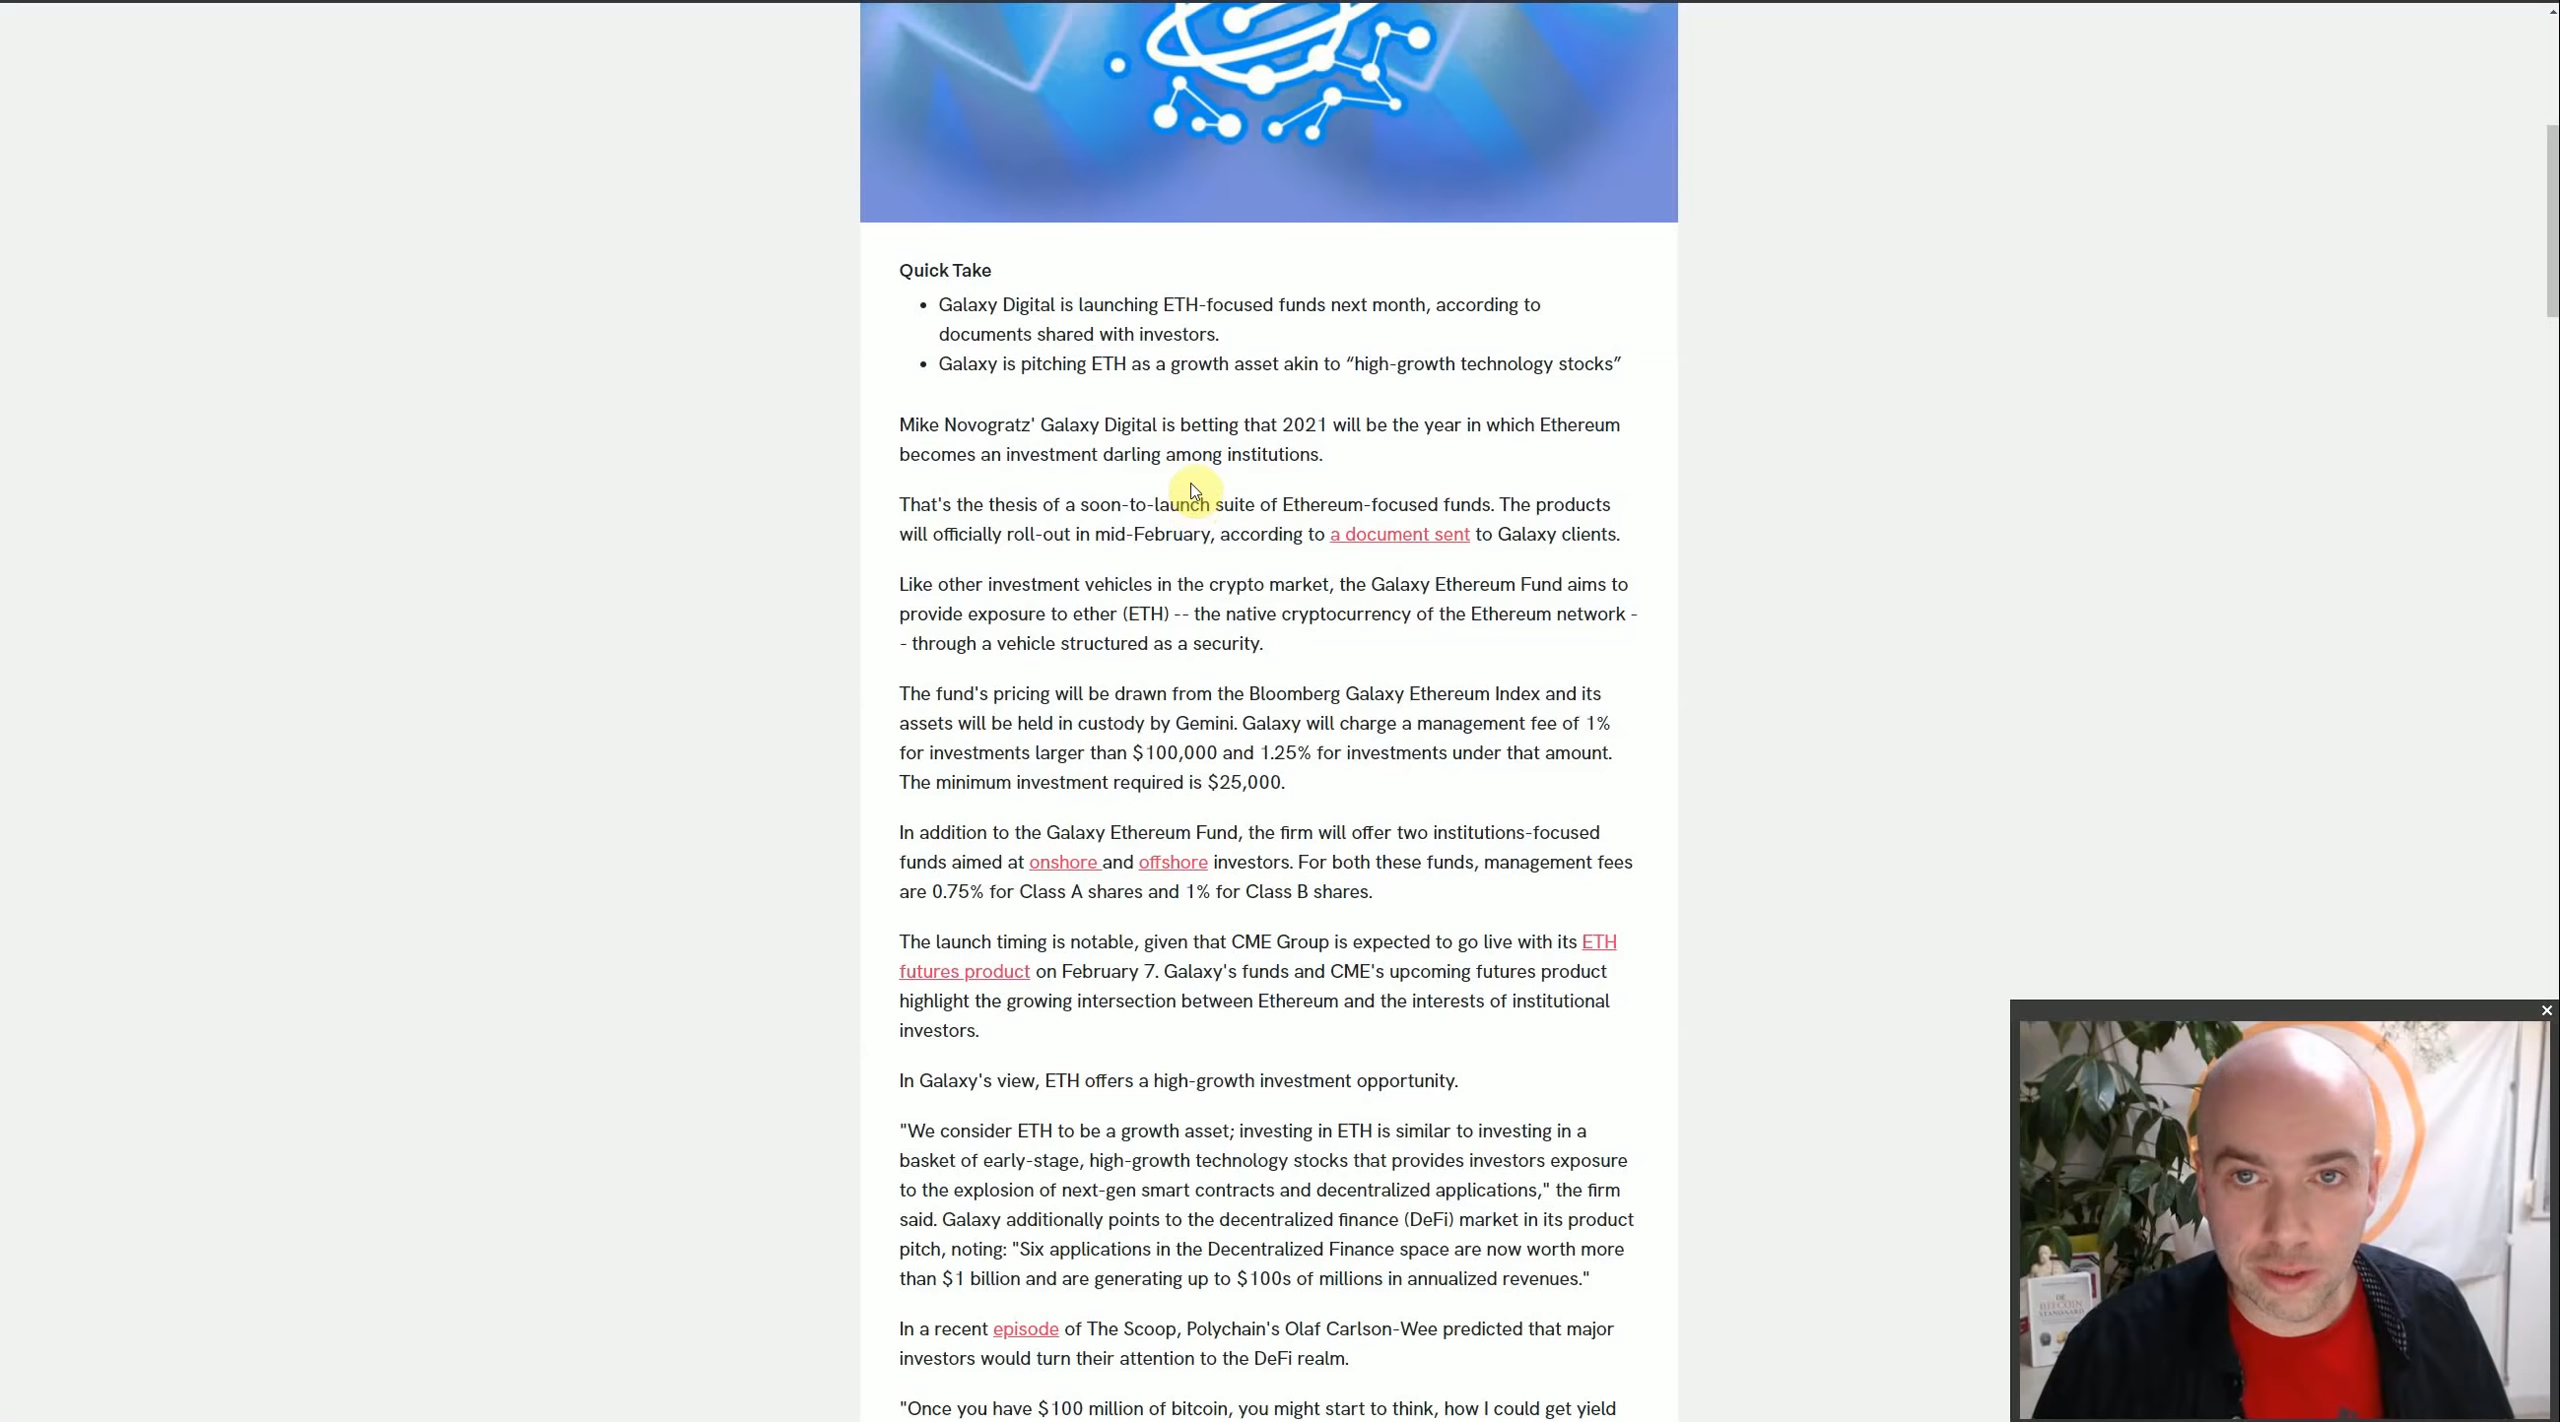 Quick Take
• Galaxy Digital is launching ETH-focused funds next month, according to
documents shared with investors.
• Galaxy is pitching ETH as a growth asset akin to “high-growth technology stocks”
Mike Novogratz' Galaxy Digital is betting that 2021 will be the year in which Ethereum
becomes an investment darling among institutions.
That's the thesis of a soon-to-launch suite of Ethereum-focused funds. The products
will officially roll-out in mid-February, according to a document sent to Galaxy clients.
Like other investment vehicles in the crypto market, the Galaxy Ethereum Fund aims to
provide exposure to ether (ETH) -- the native cryptocurrency of the Ethereum network -
- through a vehicle structured as a security.
The fund's pricing will be drawn from the Bloomberg Galaxy Ethereum Index and its
assets will be held in custody by Gemini. Galaxy will charge a management fee of 1%
for investments larger than $100,000 and 1.25% for investments under that amount.
The minimum investment required is $25,000.
In addition to the Galaxy Ethereum Fund, the firm will offer two institutions-focused
funds aimed at onshore and offshore investors. For both these funds, management fees
are 0.75% for Class A shares and 1% for Class B shares.
The launch timing is notable, given that CME Group is expected to go live with its ETH
futures product on February 7. Galaxy's funds and CME's upcoming futures product
highlight the growing intersection between Ethereum and the interests of institutional
investors.
In Galaxy's view, ETH offers a high-growth investment opportunity.
"We consider ETH to be a growth asset; investing in ETH is similar to investing in a
basket of early-stage, high-growth technology stocks that provides investors exposure
to the explosion of next-gen smart contracts and decentralized applications," the firm
said. Galaxy additionally points to the decentralized finance (DeFi) market in its product
pitch, noting: "Six applications in the Decentralized Finance space are now worth more
than $1 billion and are generating up to $100s of millions in annualized revenues."
In a recent episode of The Scoop, Polychain's Olaf Carlson-Wee predicted that major
investors would turn their attention to the DeFi realm.
"Once you have $100 million of bitcoin, you might start to think, how I could get yield
DE
BITCOIN
STANDAARD